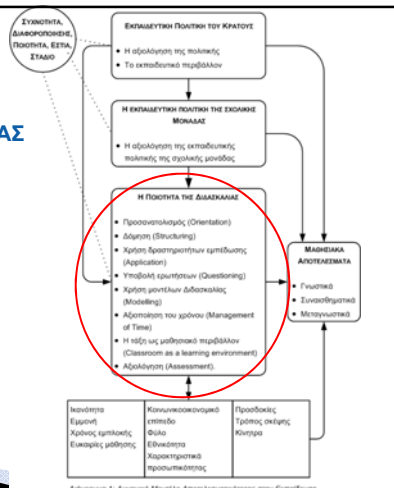 ΣΥΧΝΟΤΗΤΑ,
ΔΙΑΦΟΡΟΠΟΙΗΣΗΣ,
ΠΟΙΟΤΗΤΑ, ΕΣΤΙΑ,
ΣΤΑΔΙΟ
ΕΚΠΑΙΔΕΥΤΙΚΗ ΠΟΛΙΤΙΚΗ ΤΟΥ ΚΡΑΤΟΥΣ
• Η αξιολόγηση της πολιτικής
• Το εκπαιδευτικό περιβάλλον
ΑΣ
Η ΕΚΠΑΙΔΕΥΤΙΚΗ ΠΟΛΙΤΙΚΗ ΤΗΣ ΣΧΟΛΙΚΗΣ
ΜΟΝΑΔΑΣ
• Η αξιολόγηση της εκπαιδευτικής
πολιτικής της σχολικής μονάδας
Η ΠΟΙΟΤΗΤΑ ΤΗΣ ΔΙΔΑΣΚΑΛΙΑΣ
• Προσανατολισμός (Orientation)
• Δόμηση (Structuring)
• Χρήση δραστηριοτήτων εμπέδωσης
(Application)
• Υποβολή ερωτήσεων (Questioning)
• Χρήση μοντέλων Διδασκαλίας
(Modelling)
• Αξιοποίηση του χρόνου (Management
of Time)
• Η τάξη ως μαθησιακό περιβάλλον
(Classroom as a learning environment)
• Αξιολόγηση (Assessment).
ΜΑΘΗΣΙΑΚΑ
ΑΠΟΤΕΛΕΣΜΑΤΑ
• Γνωστικά
• Συναισθηματικά
• Μεταγνωστικά
Ικανότητα
Εμμονή
Χρόνος εμπλοκής
Ευκαιρίες μάθησης
Κοινωνικοοικονομικό
επίπεδο
Φύλο
Εθνικότητα
Χαρακτηριστικά
προσωπικότητας
Προσδοκίες
Τρόπος σκέψης
Κίνητρα